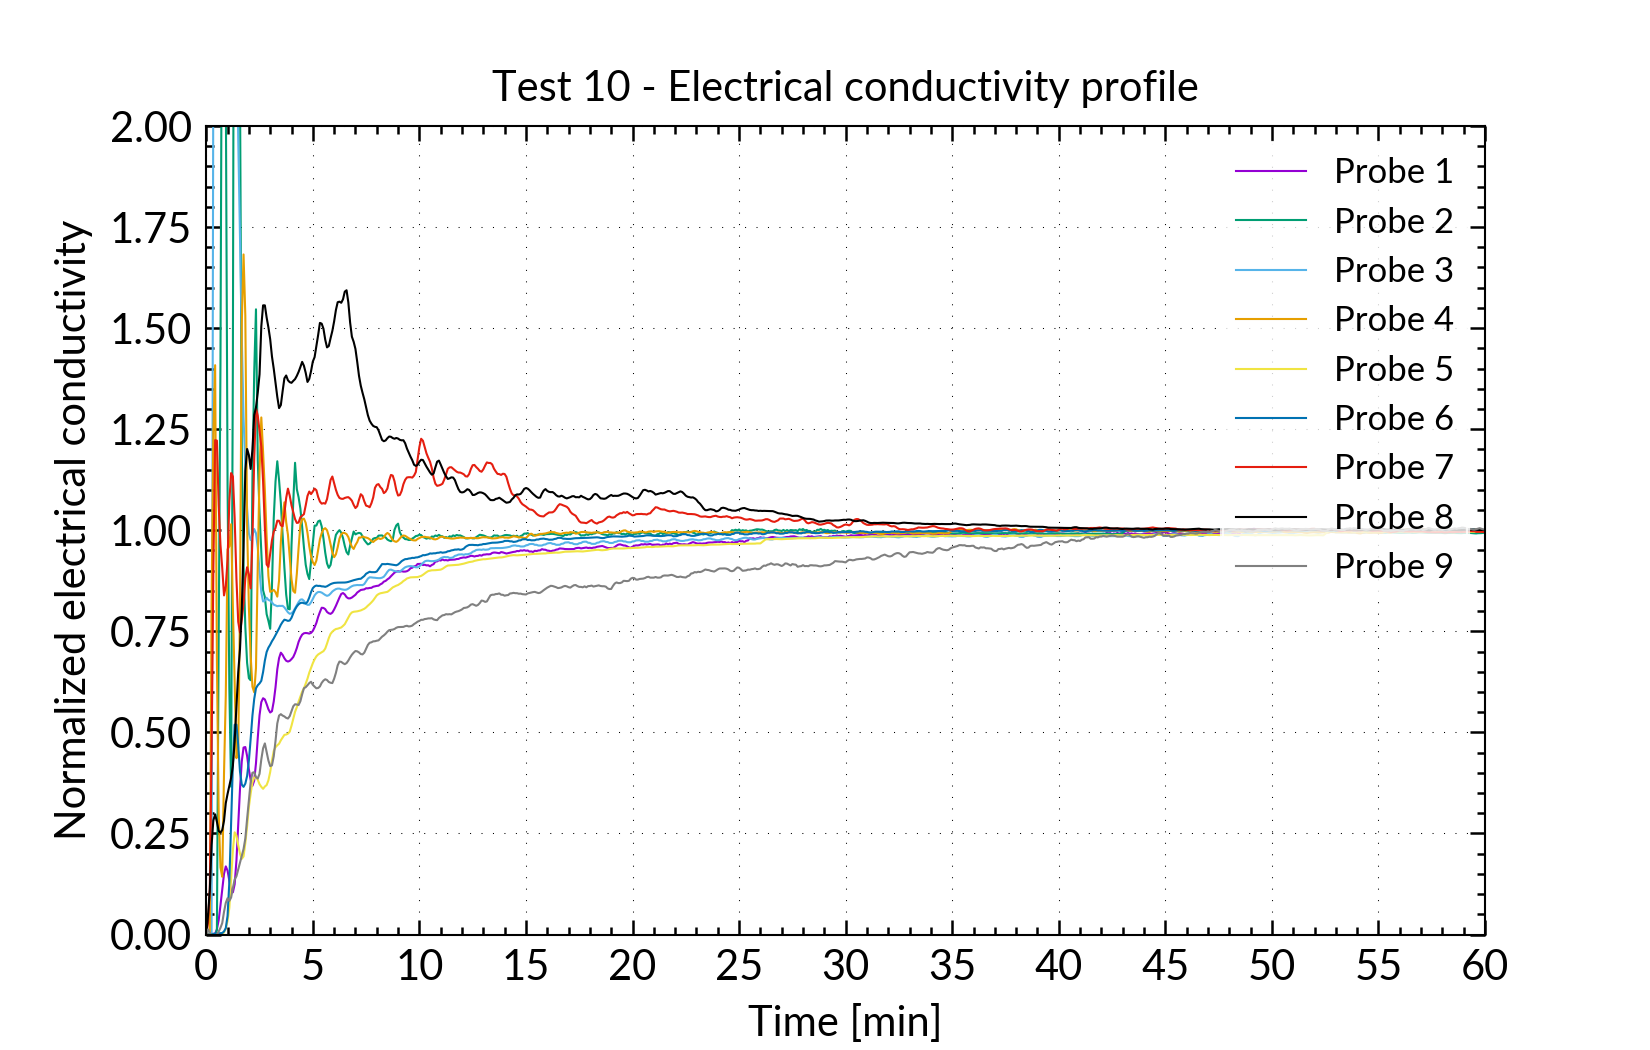 Test 10 - Electrical conductivity profile
2.00
1.75
1.50
1.25
1.00
0.75
0.50
0.25
0.00
Normalized electrical conductivity
Probe 1
Probe 2
Probe 3
Probe 4
Probe 5
Probe 6
Probe 7
Probe 8
Probe 9
0 5 10 15 20 25 30 35 40 45 50 55 60
Time [min]